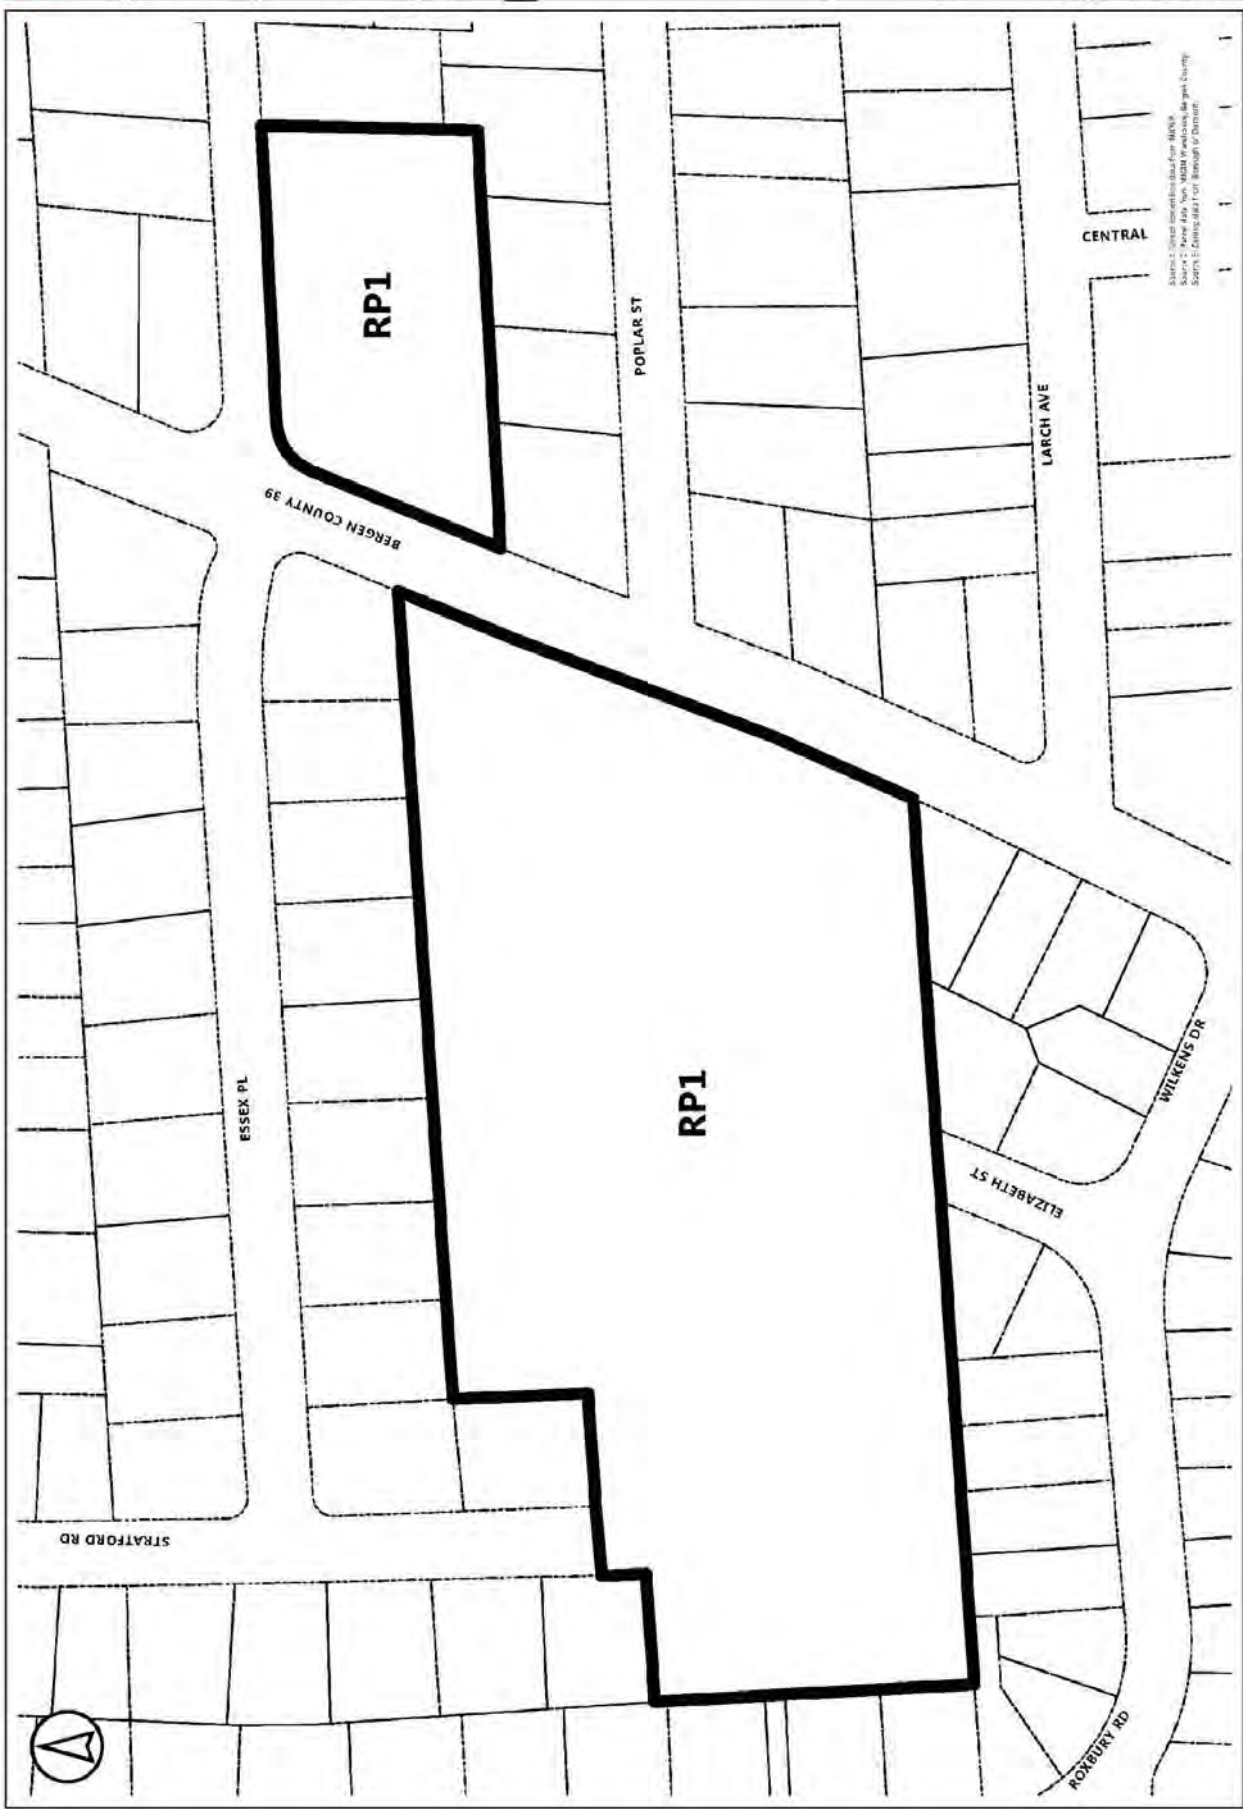 CENTRAL
RP1
POPLAR ST
LARCH AVE
BERGEN COUNTY 39
ESSEX PL
RP1
WILKENS DR
ELIZABETH ST
STRATFORD RD
ROXBURY RD